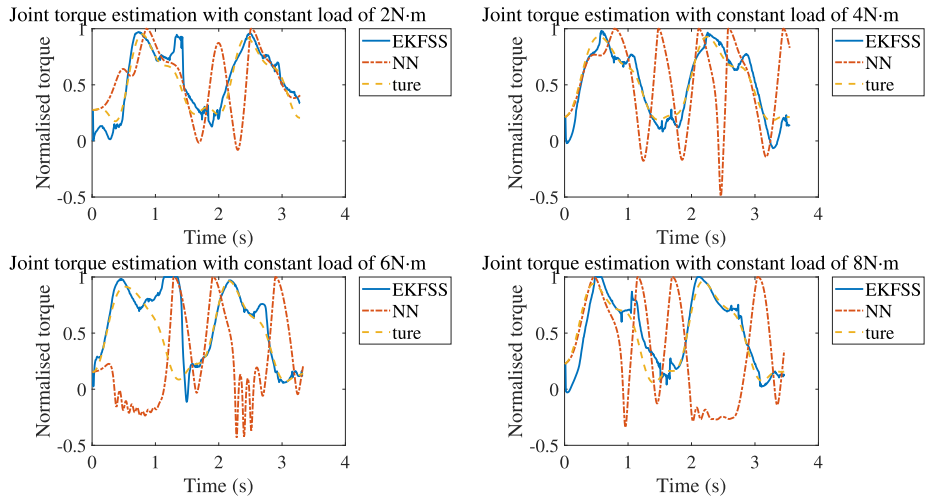 Joint torque estimation with constant load of 2N·m
Normalised torque
1
0.5
0
-0.5
0 1 2 3 4
Time (s)
EKFSS
NN
ture
Joint torque estimation with constant load of 4N·m
Normalised torque
1
0.5
0
-0.5
0 1 2 3 4
Time (s)
EKFSS
NN
ture
Joint torque estimation with constant load of 6N·m
Normalised torque
1
0.5
0
-0.5
0 1 2 3 4
Time (s)
EKFSS
NN
ture
Joint torque estimation with constant load of 8N·m
Normalised torque
1
0.5
0
-0.5
0 1 2 3 4
Time (s)
EKFSS
NN
ture